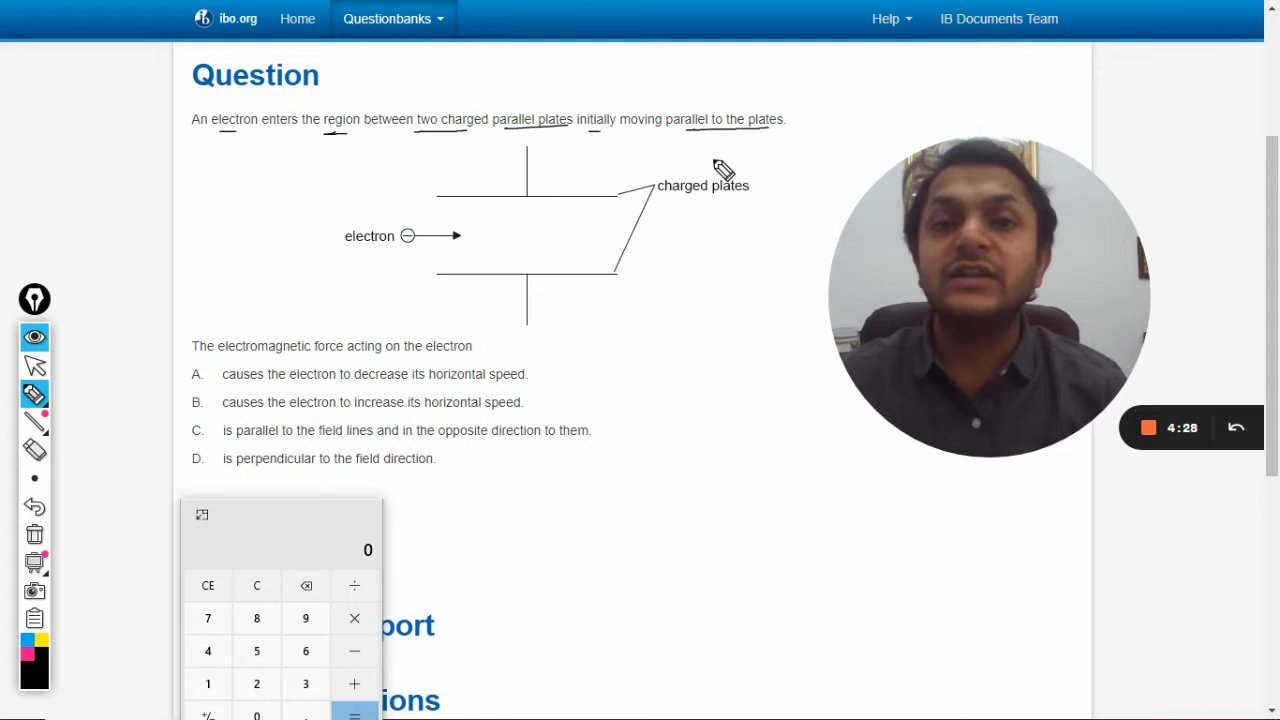 ibo.org Home Questionbanks Help IB Documents Team
Question
An electron enters the region between two charged parallel plates initially moving parallel to the plates.
charged plates
electron
The electromagnetic force acting on the electron
A. causes the electron to decrease its horizontal speed.
B. causes the electron to increase its horizontal speed.
C. is parallel to the field lines and in the opposite direction to them.
D. is perpendicular to the field direction.
4:28
0
CE C ÷
7 8 9 ×
4 5 6 −
1 2 3 +
+/- 0 . =
port
ions